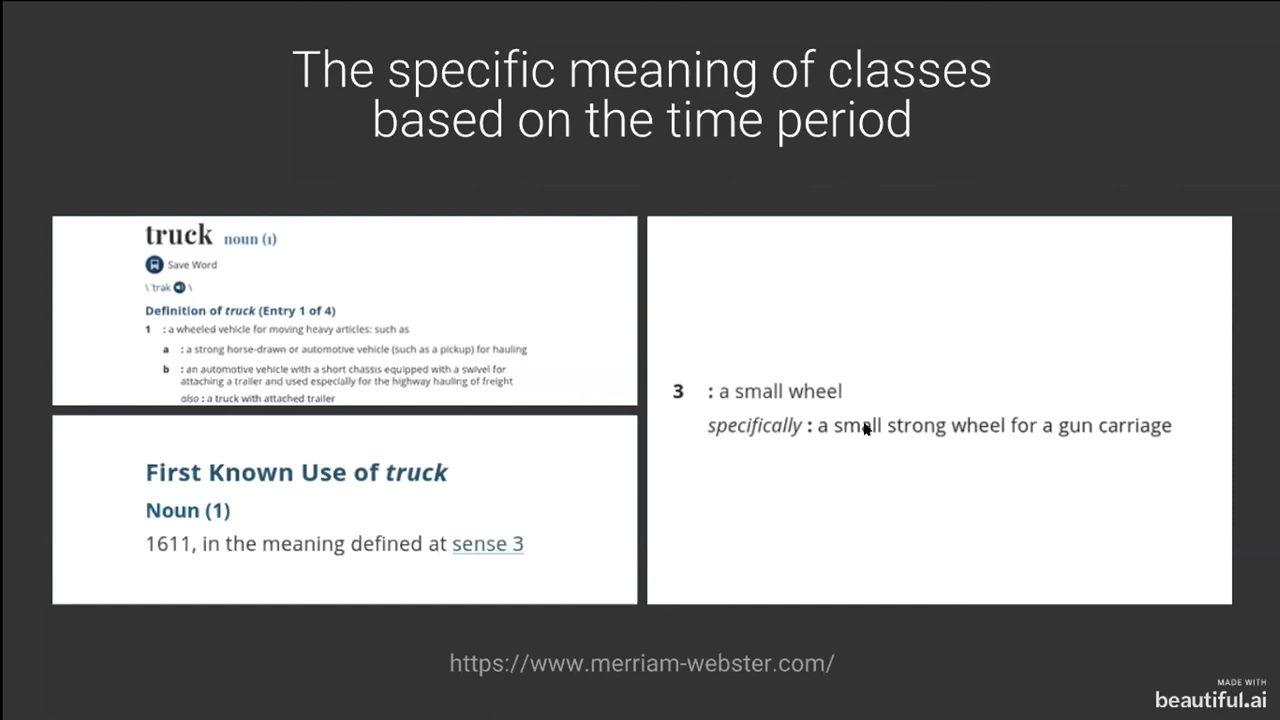 The specific meaning of classes
based on the time period
truck noun (1)
Save Word
\ ˈtrək \
Definition of truck (Entry 1 of 4)
1 : a wheeled vehicle for moving heavy articles: such as
a : a strong horse-drawn or automotive vehicle (such as a pickup) for hauling
b : an automotive vehicle with a short chassis equipped with a swivel for
attaching a trailer and used especially for the highway hauling of freight
also : a truck with attached trailer
First Known Use of truck
Noun (1)
1611, in the meaning defined at sense 3
3 : a small wheel
specifically : a small strong wheel for a gun carriage
https://www.merriam-webster.com/
MADE WITH
beautiful.ai